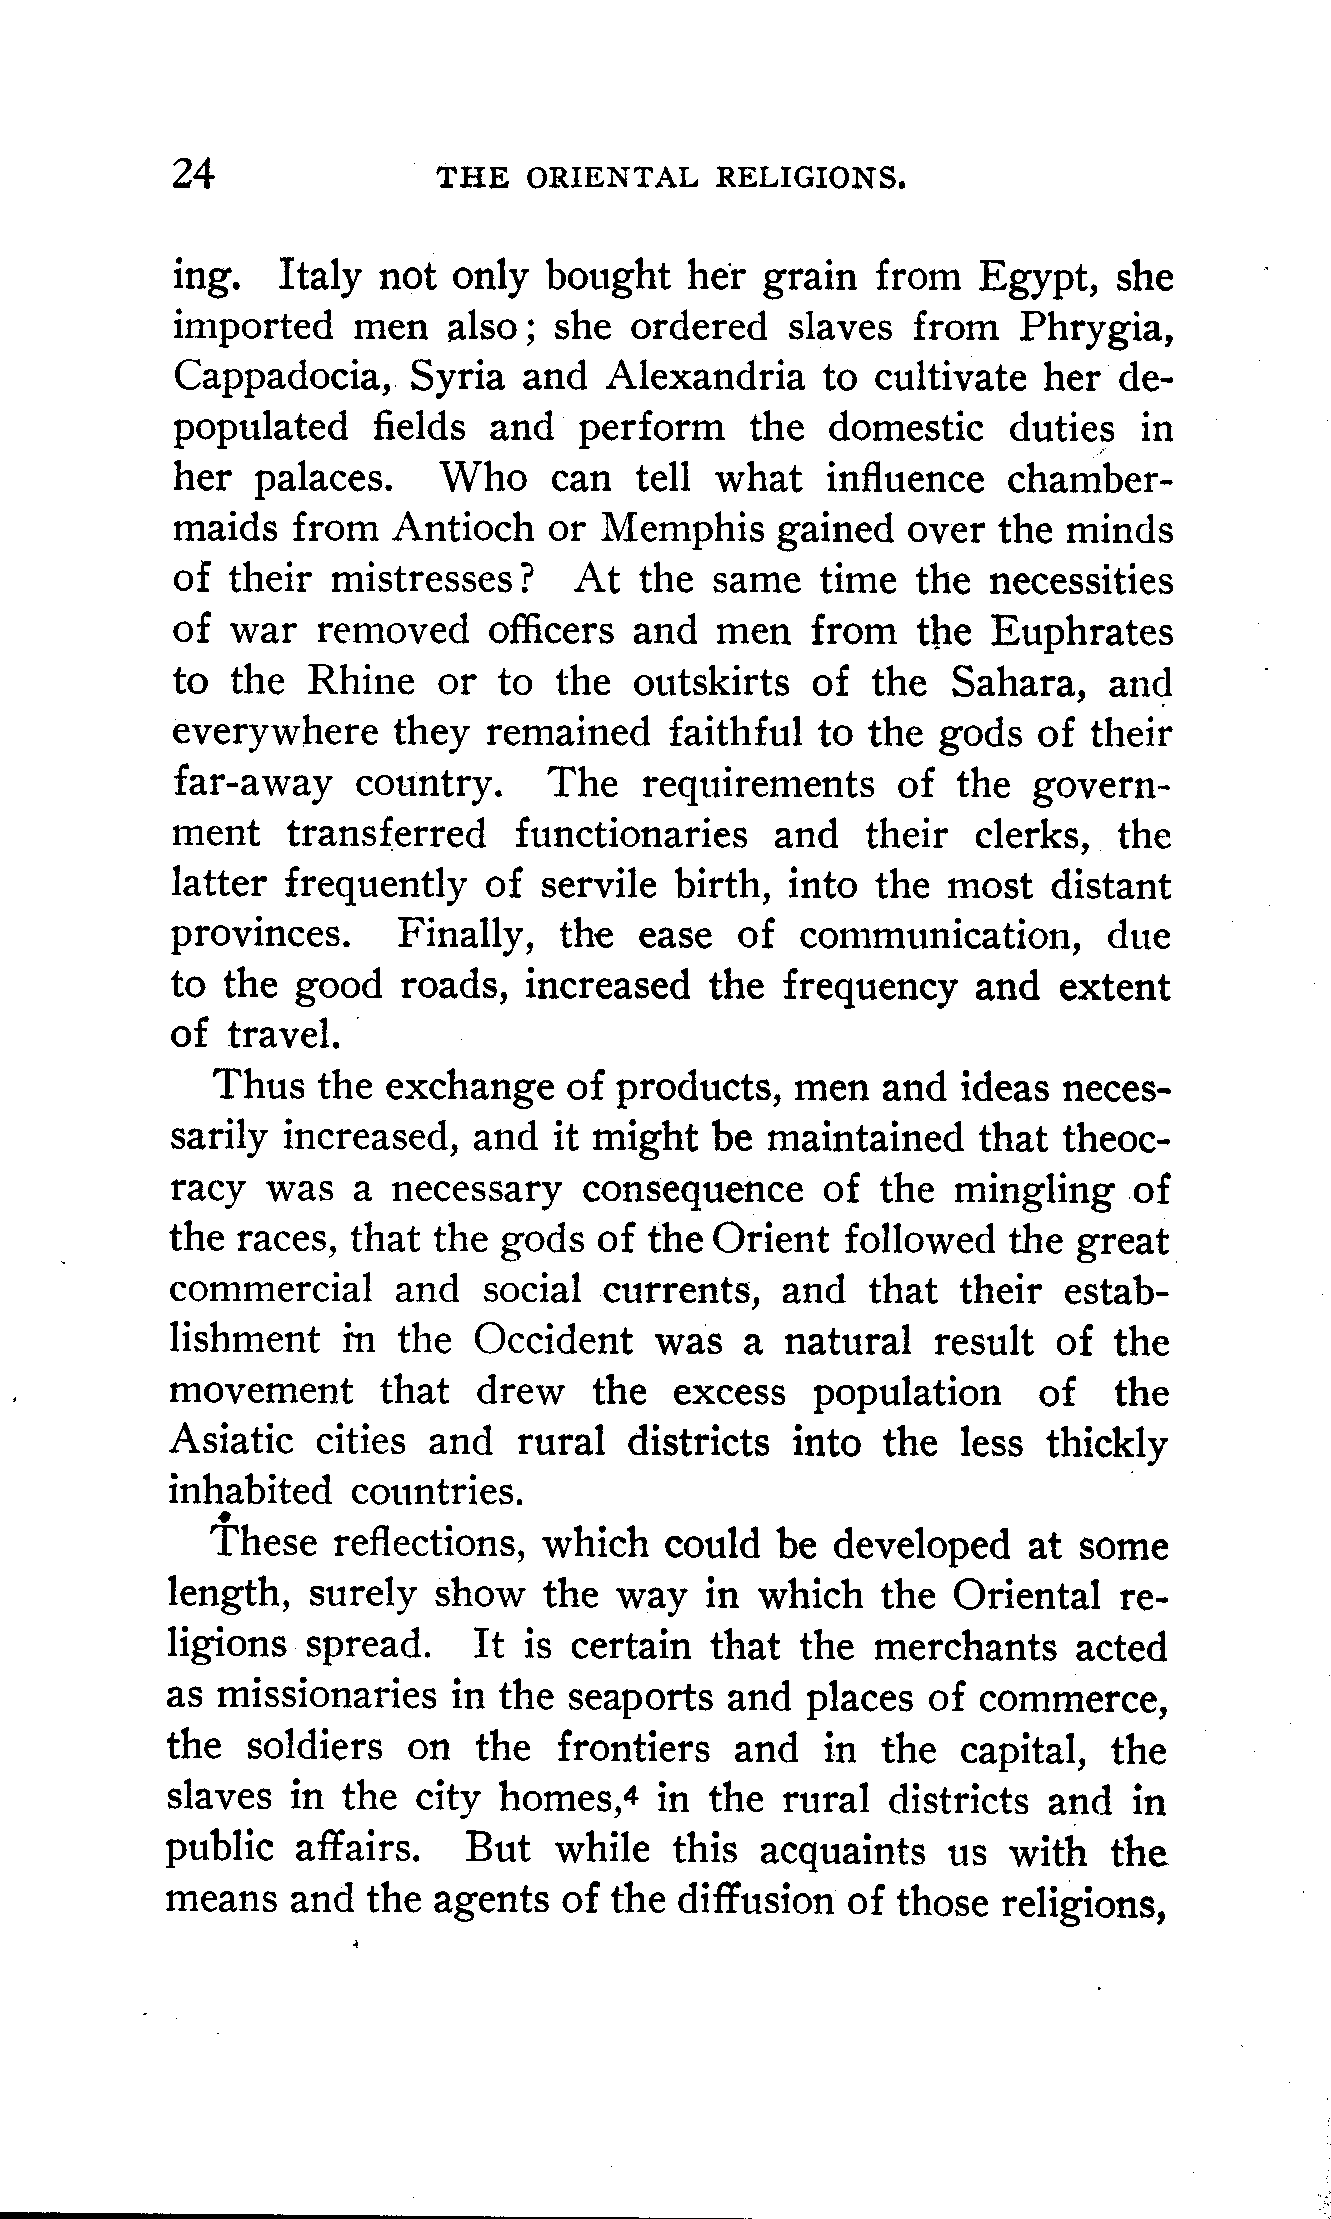 24 THE ORIENTAL RELIGIONS.
ing. Italy not only bought her grain from Egypt, she
imported men also; she ordered slaves from Phrygia,
Cappadocia, Syria and Alexandria to cultivate her de-
populated fields and perform the domestic duties in
her palaces. Who can tell what influence chamber-
maids from Antioch or Memphis gained over the minds
of their mistresses? At the same time the necessities
of war removed officers and men from the Euphrates
to the Rhine or to the outskirts of the Sahara, and
everywhere they remained faithful to the gods of their
far-away country. The requirements of the govern-
ment transferred functionaries and their clerks, the
latter frequently of servile birth, into the most distant
provinces. Finally, the ease of communication, due
to the good roads, increased the frequency and extent
of travel.
Thus the exchange of products, men and ideas neces-
sarily increased, and it might be maintained that theoc-
racy was a necessary consequence of the mingling of
the races, that the gods of the Orient followed the great
commercial and social currents, and that their estab-
lishment in the Occident was a natural result of the
movement that drew the excess population of the
Asiatic cities and rural districts into the less thickly
inhabited countries.
These reflections, which could be developed at some
length, surely show the way in which the Oriental re-
ligions spread. It is certain that the merchants acted
as missionaries in the seaports and places of commerce,
the soldiers on the frontiers and in the capital, the
slaves in the city homes,4 in the rural districts and in
public affairs. But while this acquaints us with the
means and the agents of the diffusion of those religions,